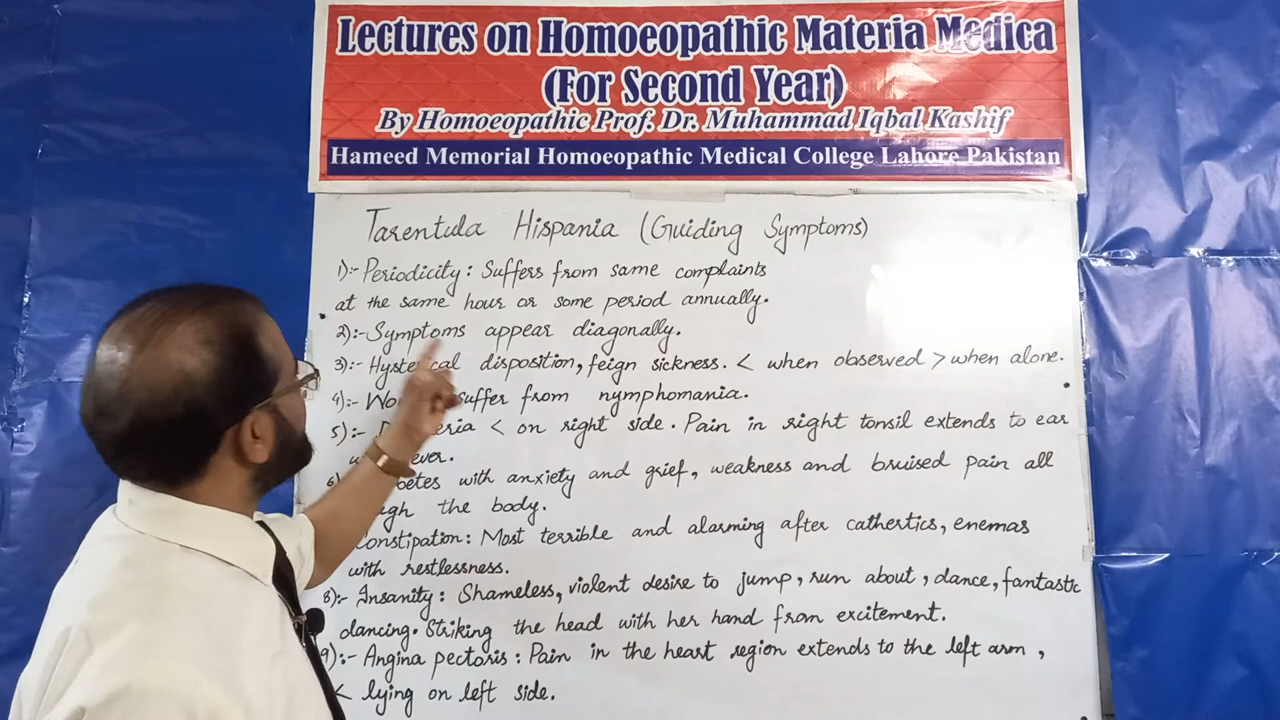 Lectures on Homoeopathic Materia Medica
(For Second Year)
By Homoeopathic Prof. Dr. Muhammad Iqbal Kashif
Hameed Memorial Homoeopathic Medical College Lahore Pakistan
Tarentula Hispania (Guiding Symptoms)
1):- Periodicity: Suffers from same complaints
at the same hour or some period annually.
2):- Symptoms appear diagonally.
3):- Hysterical disposition, feign sickness. < when observed > when alone.
4):- suffer from nymphomania.
5):- < on right side. Pain in right tonsil extends to ear
6) with anxiety and grief, weakness and bruised pain all
the body.
Constipation: Most terrible and alarming after cathertics, enemas
with restlessness.
8):- Insanity: Shameless, violent desire to jump, run about, dance, fantastic
dancing. Striking the head with her hand from excitement.
9):- Angina pectoris: Pain in the heart region extends to the left arm,
< lying on left side.